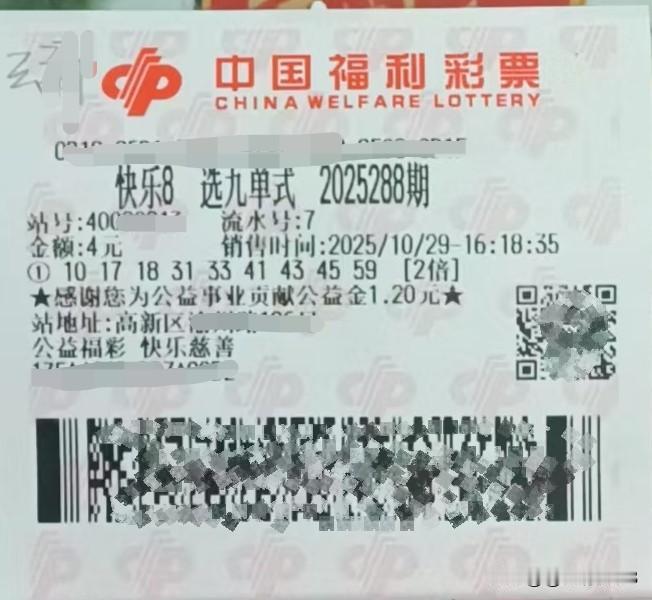 中国福利彩票
CHINA WELFARE LOTTERY
快乐8 选九单式 2025288期
站号:400 流水号:7
金额:4元 销售时间:2025/10/29-16:18:35
① 10 17 18 31 33 41 43 45 59 [2倍]
★感谢您为公益事业贡献公益金1.20元★
站地址:高新区
公益福彩 快乐慈善